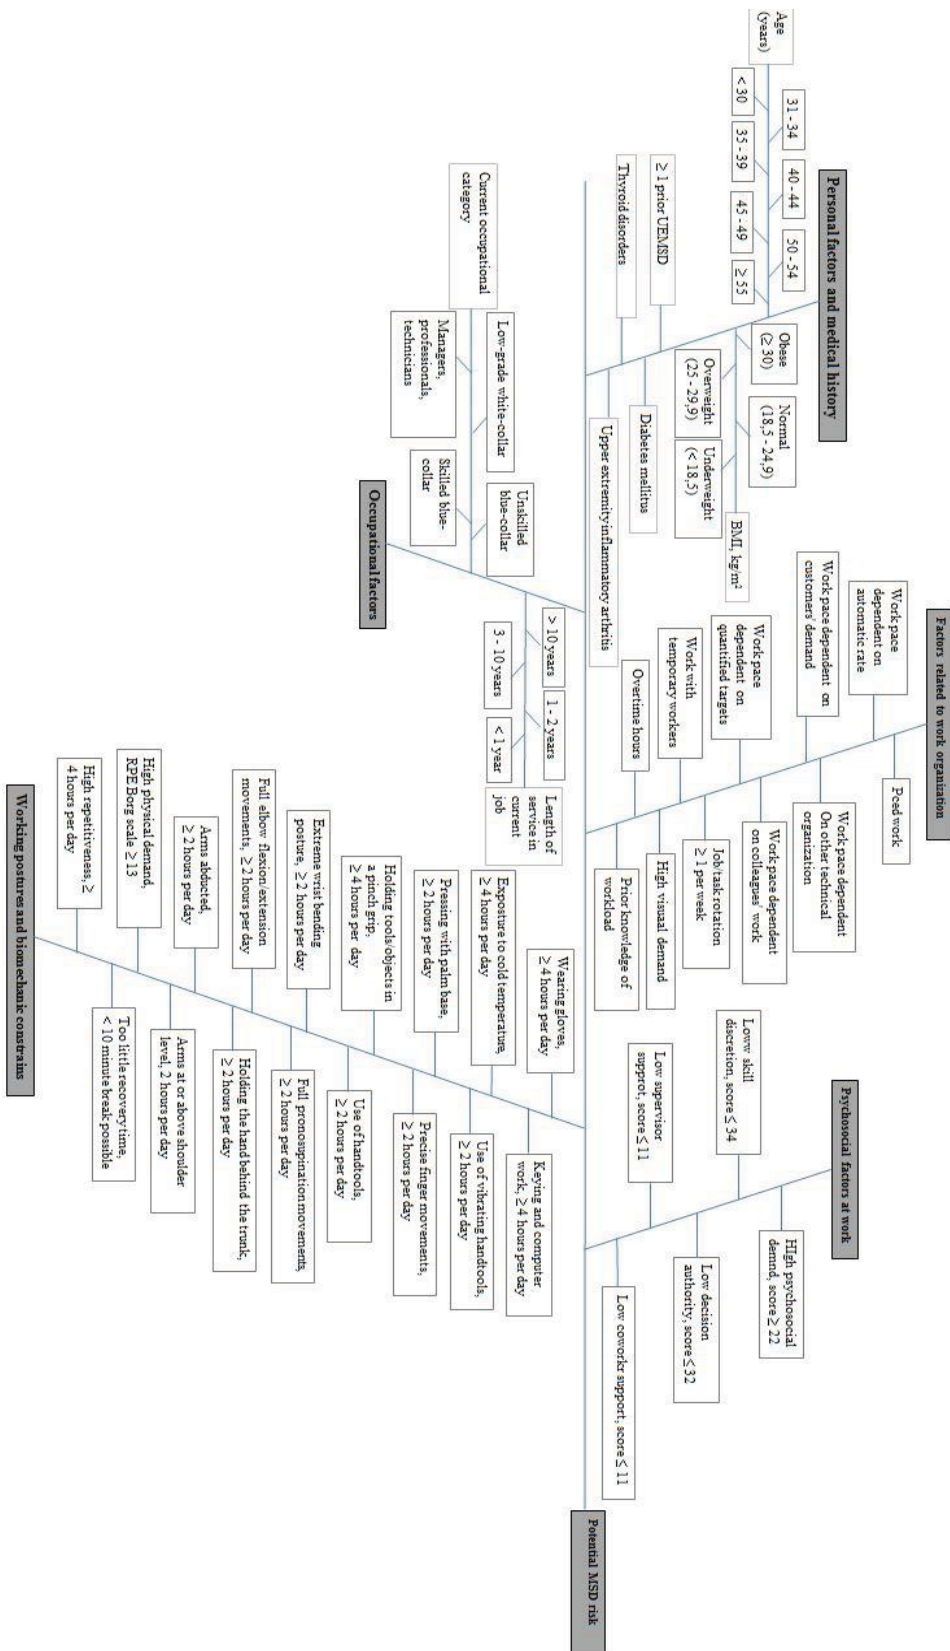 Personal factors and medical history
Age
(years)
31 - 34
40 - 44
50 - 54
< 30
35 - 39
45 - 49
≥ 55
Obese
(≥ 30)
Normal
(18,5 - 24,9)
BMI, kg/m²
Overweight
(25 - 29,9)
Underweight
(< 18,5)
≥ 1 prior UEMSD
Diabetes mellitus
Thyroid disorders
Upper extremity inflammatory arthritis
Factors related to work organization
Work pace
dependent on
automatic rate
Pcedwork
Work pace dependent on
customers' demand
Work pace dependent
On other technical
organization
Work pace
dependent on
quantified targets
Work pace dependent
on colleagues' work
Work with
temporary workers
Job/task rotation
≥ 1 per week
High visual demand
Overtime hours
Prior knowledge of
workload
Psychosocial factors at work
HIgh psychosocial
demnd, score ≥ 22
Loww skill
discretion, score ≤ 34
Low decision
authority, score ≤ 32
Low supervisor
supprot, score ≤ 11
Low coworkr support, score ≤ 11
Potential MSD risk
> 10 years
1 - 2 years
3 - 10 years
< 1 year
Length of
service in
current
job
Low-grade white-collar
Unskilled
blue-collar
Current occupational
category
Managers,
professionals,
technicians
Skilled blue-
collar
Occupational factors
Wearing gloves,
≥ 4 hours per day
Keying and computer
work, ≥ 4 hours per day
Exposture to cold temperature,
≥ 4 hours per day
Use of vibrating handtools,
≥ 2 hours per day
Pressing with palm base,
≥ 2 hours per day
Precise finger movements,
≥ 2 hours per day
Holding tools/objects in
a pinch grip,
≥ 4 hours per day
Use of handtools,
≥ 2 hours per day
Extreme wrist bending
posture, ≥ 2 hours per day
Full pronosupination movements,
≥ 2 hours per day
Full elbow flexion/extension
movements, ≥ 2 hours per day
Holding the hand behind the trunk,
≥ 2 hours per day
Arms abducted,
≥ 2 hours per day
Arms at or above shoulder
level, 2 hours per day
High physical demand,
RPE Borg scale ≥ 13
Too little recovery time,
< 10 minute break possible
High repetitiveness, ≥
4 hours per day
Working postures and biomechanic constrains